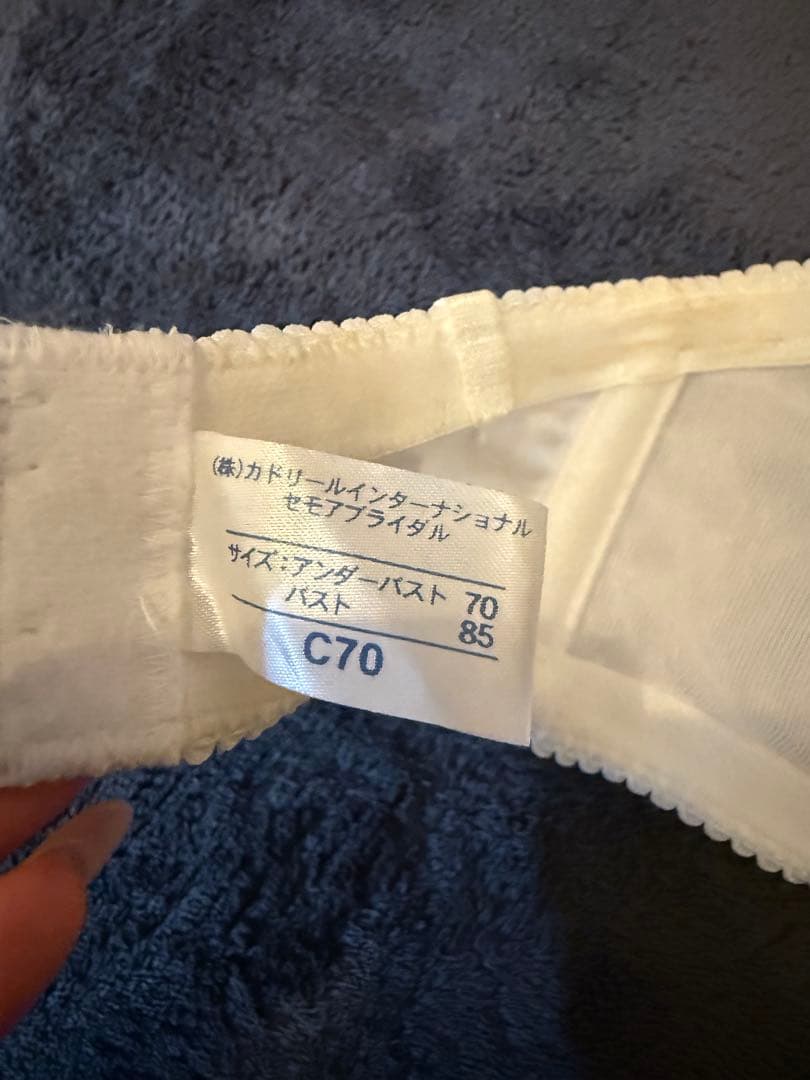 (株)カドリールインターナショナル
セモアブライダル
サイズ:アンダーバスト 70
バスト 85
C70